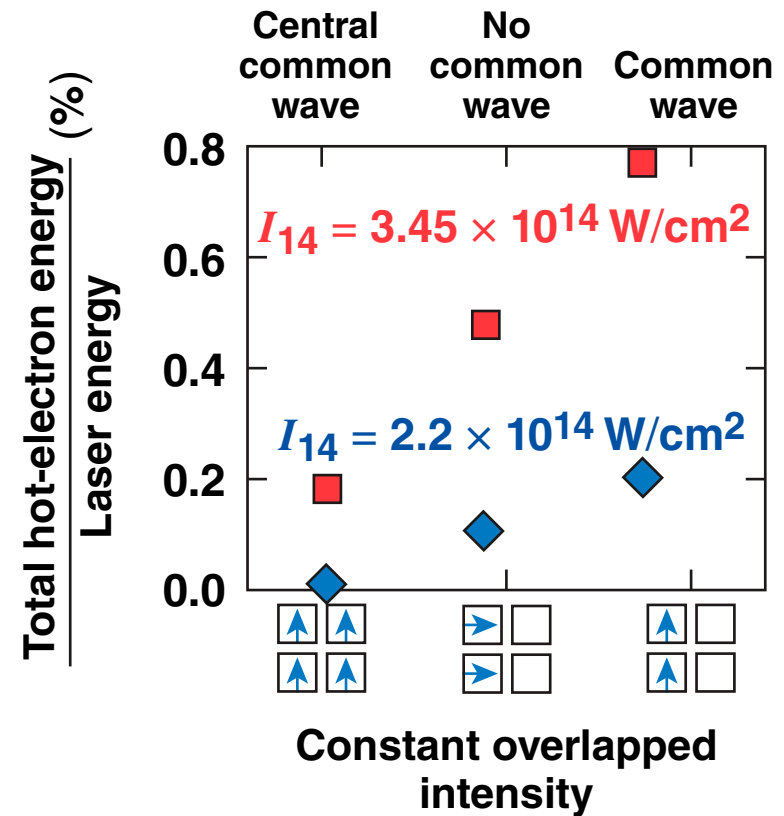 Central
common
wave
No
common
wave
Common
wave
Total hot-electron energy
Laser energy
(%)
0.8
0.6
0.4
0.2
0.0
I14 = 3.45 × 10^14 W/cm^2
I14 = 2.2 × 10^14 W/cm^2
Constant overlapped
intensity